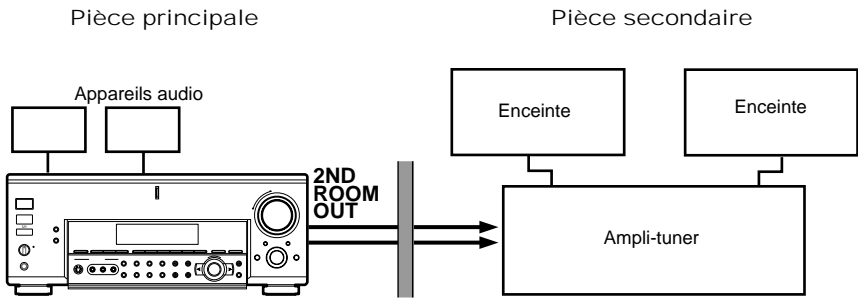 Pièce principale
Pièce secondaire
Appareils audio
Enceinte
Enceinte
2ND
ROOM
OUT
Ampli-tuner